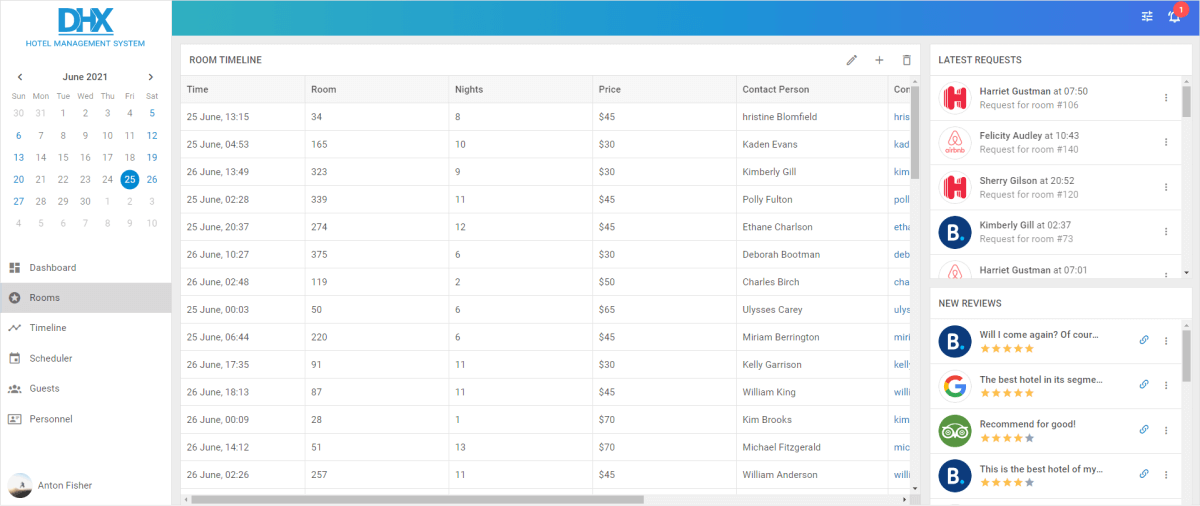 DHX
HOTEL MANAGEMENT SYSTEM
June 2021
Sun Mon Tue Wed Thu Fri Sat
30 31 1 2 3 4 5
6 7 8 9 10 11 12
13 14 15 16 17 18 19
20 21 22 23 24 25 26
27 28 29 30 1 2 3
4 5 6 7 8 9 10
Dashboard
Rooms
Timeline
Scheduler
Guests
Personnel
Anton Fisher
1
ROOM TIMELINE
Time Room Nights Price Contact Person Con
25 June, 13:15 34 8 $45 hristine Blomfield hris
25 June, 04:53 165 10 $30 Kaden Evans kad
26 June, 13:49 323 9 $30 Kimberly Gill kim
25 June, 02:28 339 11 $45 Polly Fulton poll
25 June, 20:37 274 12 $45 Ethane Charlson etha
26 June, 10:27 375 6 $30 Deborah Bootman deb
26 June, 02:48 119 2 $50 Charles Birch cha
25 June, 00:03 50 6 $65 Ulysses Carey ulys
25 June, 06:44 220 6 $45 Miriam Berrington miri
26 June, 17:35 91 11 $30 Kelly Garrison kelly
26 June, 18:13 87 11 $45 William King willi
26 June, 00:09 28 1 $70 Kim Brooks kim
26 June, 14:12 51 13 $70 Michael Fitzgerald mic
26 June, 02:26 257 11 $45 William Anderson willi
LATEST REQUESTS
Harriet Gustman at 07:50
Request for room #106
airbnb
Felicity Audley at 10:43
Request for room #140
Sherry Gilson at 20:52
Request for room #120
B.
Kimberly Gill at 02:37
Request for room #73
Harriet Gustman at 07:01
NEW REVIEWS
B.
Will I come again? Of cour...
G
The best hotel in its segme...
Recommend for good!
B.
This is the best hotel of my...